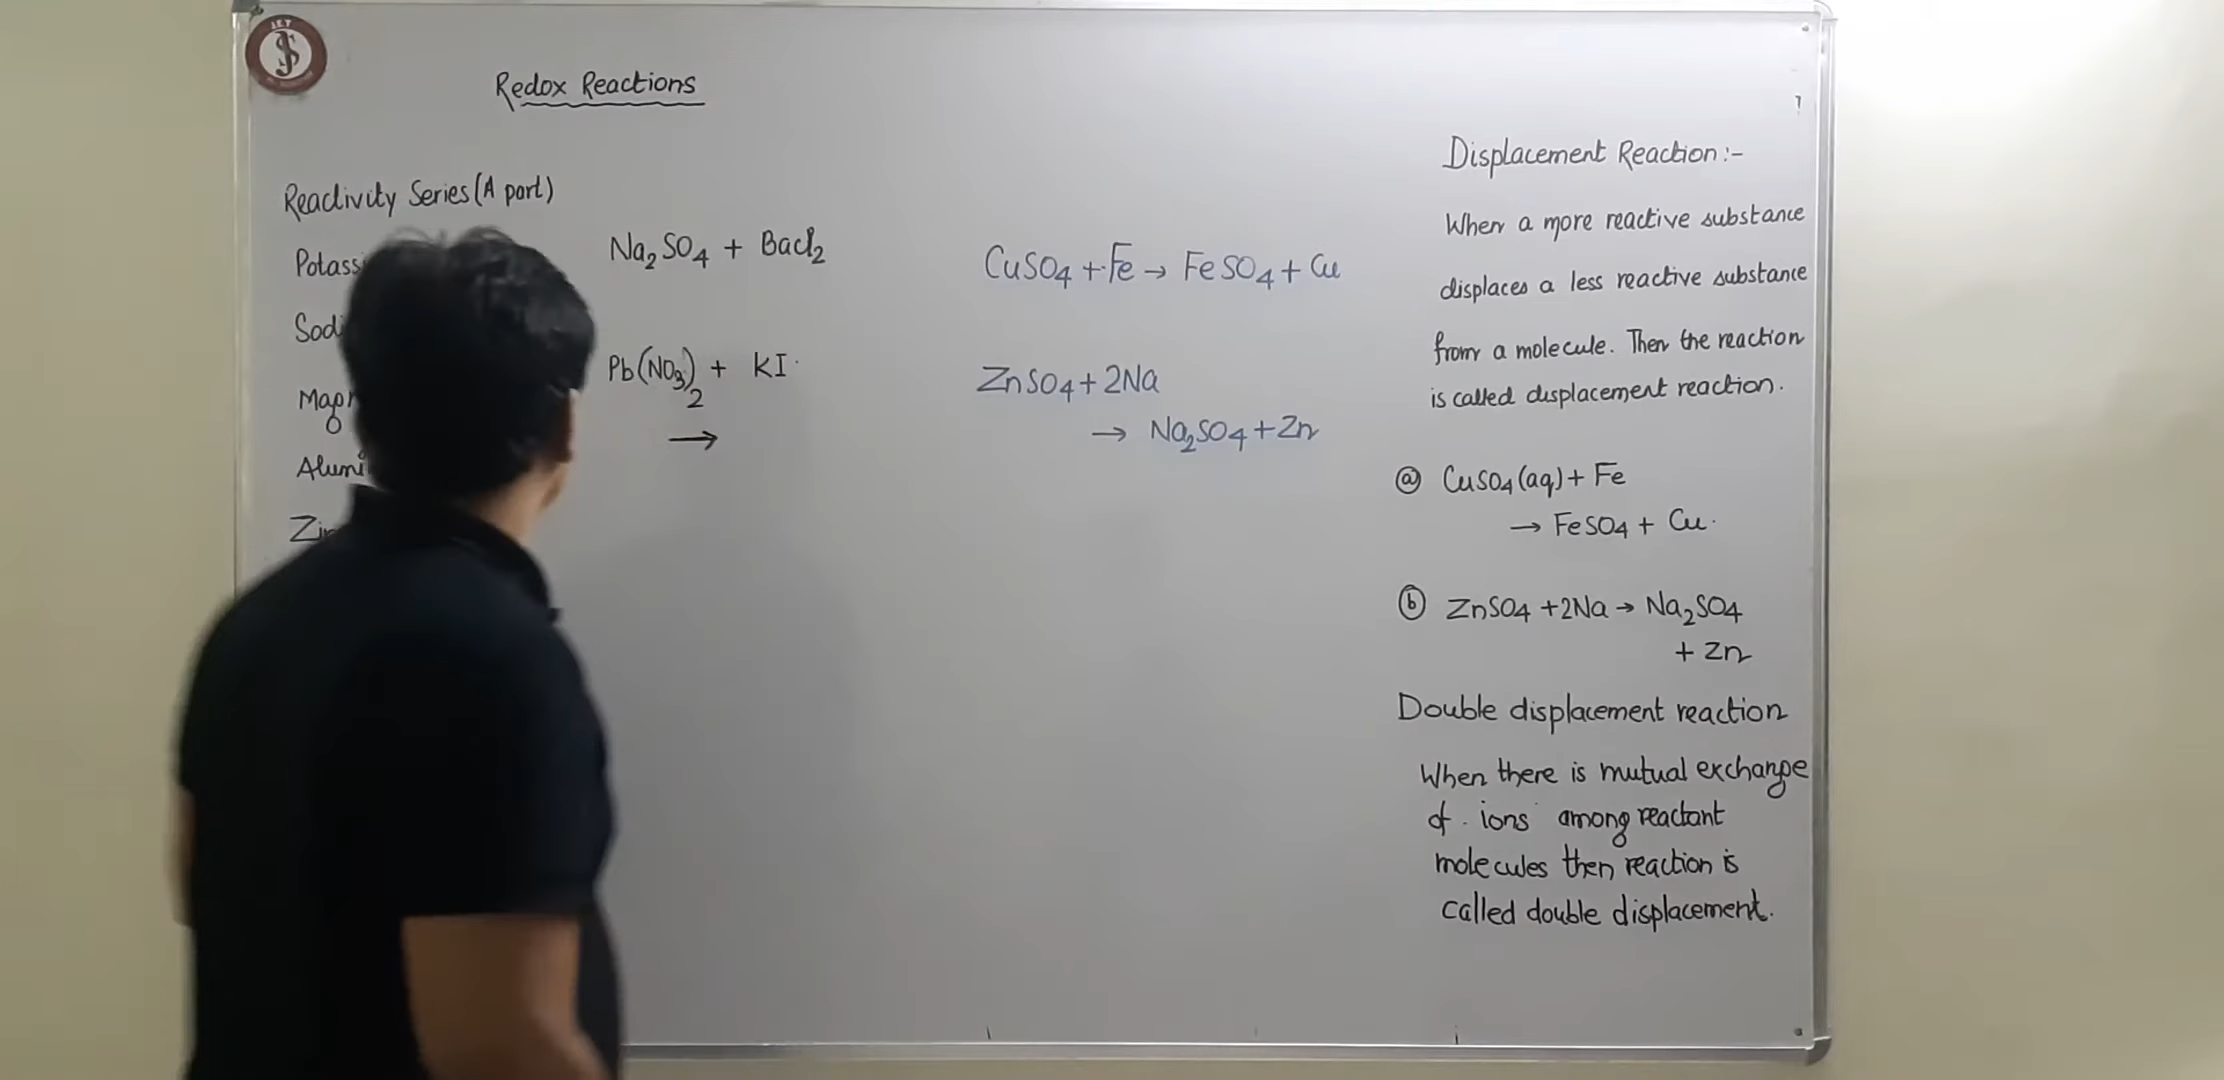 Redox Reactions
Reactivity Series (A part)
Na₂SO₄ + Bacl₂
Pb(NO₃)₂ + KI
→
CuSO₄ + Fe → FeSO₄ + Cu
ZnSO₄ + 2Na
→ Na₂SO₄ + Zn
Displacement Reaction :-
When a more reactive substance
displaces a less reactive substance
from a molecule. Then the reaction
is called displacement reaction.
ⓐ CuSO₄(aq) + Fe
→ FeSO₄ + Cu.
ⓑ ZnSO₄ + 2Na → Na₂SO₄
+ Zn
Double displacement reaction
When there is mutual exchange
of ions among reactant
molecules then reaction is
called double displacement.